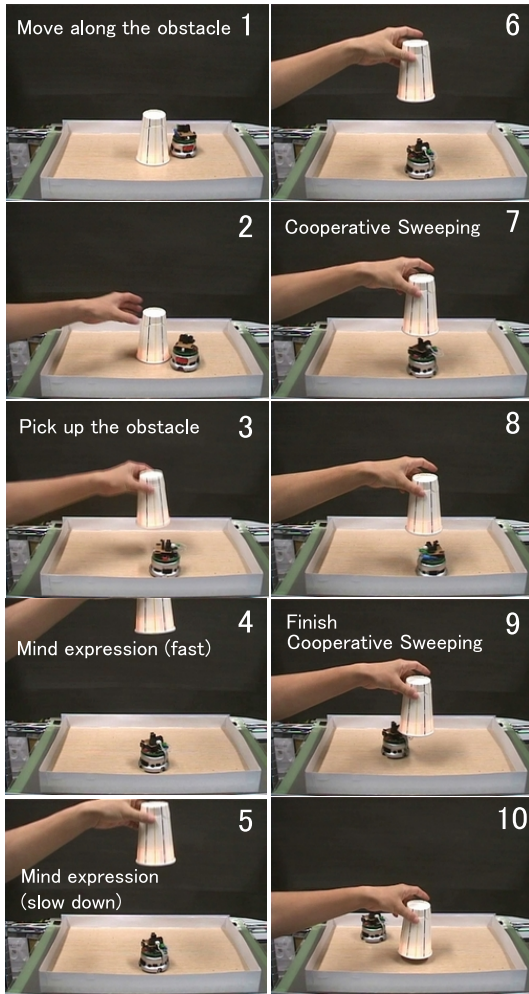 Move along the obstacle 1
2
Pick up the obstacle 3
4
Mind expression (fast)
5
Mind expression
(slow down)
6
7
Cooperative Sweeping
8
Finish 9
Cooperative Sweeping
10